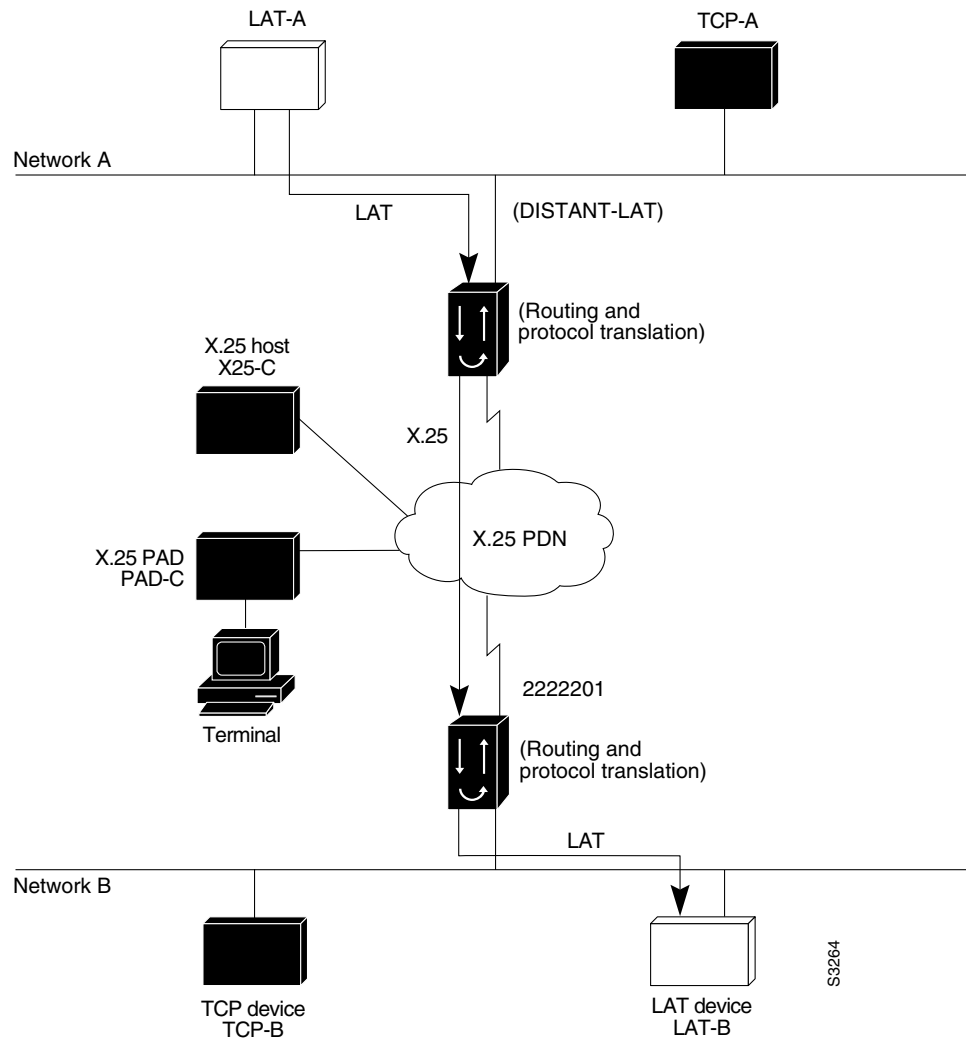 LAT-A
TCP-A
Network A
LAT
(DISTANT-LAT)
(Routing and
protocol translation)
X.25 host
X25-C
X.25
X.25 PDN
X.25 PAD
PAD-C
Terminal
2222201
(Routing and
protocol translation)
LAT
Network B
TCP device
TCP-B
LAT device
LAT-B
S3264